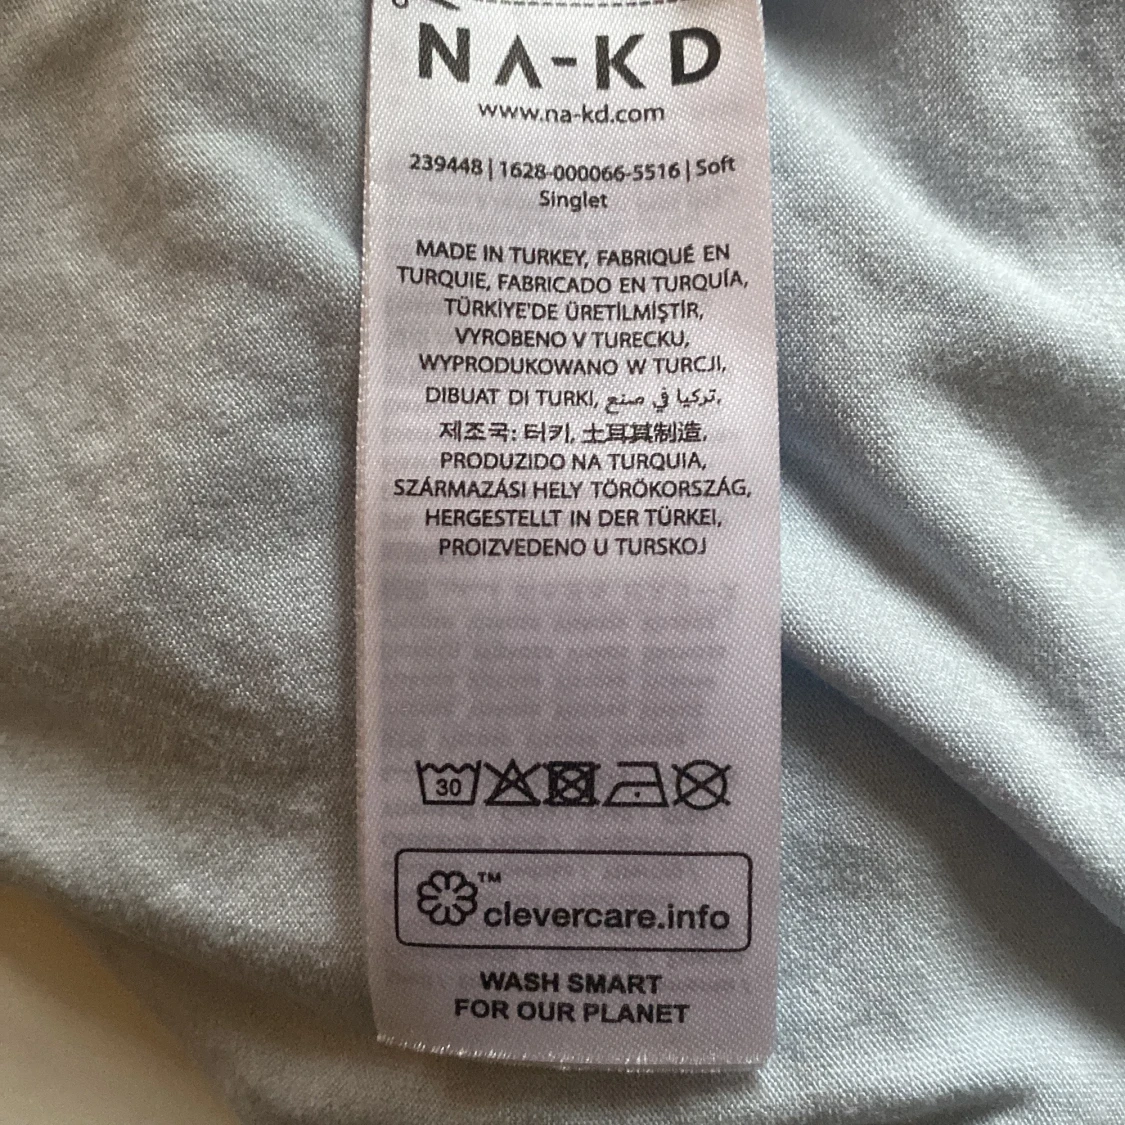 NA-KD
www.na-kd.com
239448 | 1628-000066-5516 | Soft
Singlet
MADE IN TURKEY, FABRIQUÉ EN
TURQUIE, FABRICADO EN TURQUÍA,
TÜRKİYE'DE ÜRETİLMİŞTİR,
VYROBENO V TURECKU,
WYPRODUKOWANO W TURCJI,
DIBUAT DI TURKI, تركيا في صنع,
제조국: 터키, 土耳其制造,
PRODUZIDO NA TURQUIA,
SZÁRMAZÁSI HELY TÖRÖKORSZÁG,
HERGESTELLT IN DER TÜRKEI,
PROIZVEDENO U TURSKOJ
30
™
clevercare.info
WASH SMART
FOR OUR PLANET